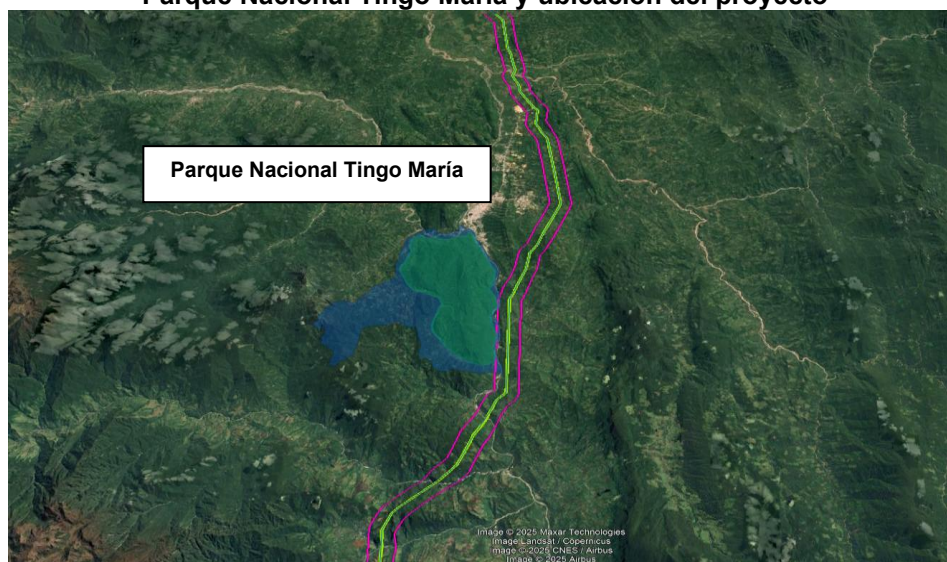 Parque Nacional Tingo María y ubicación del proyecto
Parque Nacional Tingo María
Image © 2025 Maxar Technologies
Image Landsat / Copernicus
Image © 2025 CNES / Airbus
Image © 2025 Airbus